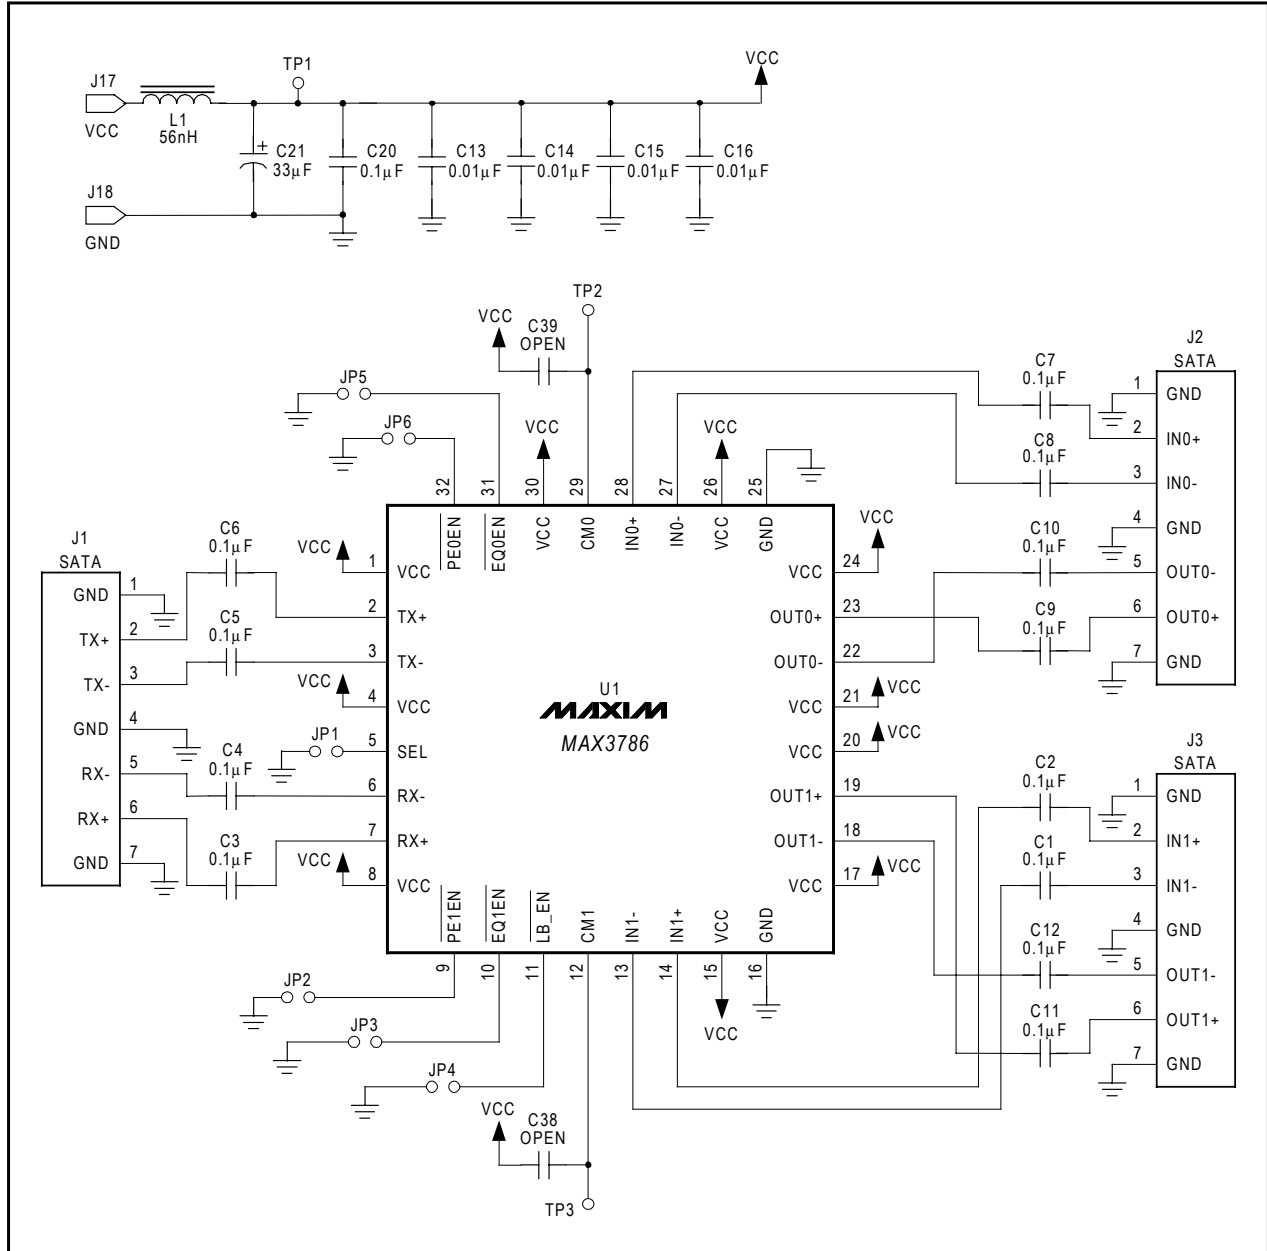 TP1
VCC
J17
VCC
L1
56nH
C21
33µF
C20
0.1µF
C13
0.01µF
C14
0.01µF
C15
0.01µF
C16
0.01µF
J18
GND
TP2
VCC
C39
OPEN
JP5
JP6
VCC
VCC
32
31
30
29
28
27
26
25
PE0EN
EQ0EN
VCC
CM0
IN0+
IN0-
VCC
GND
J1
SATA
GND
1
TX+
2
TX-
3
GND
4
RX-
5
RX+
6
GND
7
C6
0.1µF
C5
0.1µF
C4
0.1µF
C3
0.1µF
VCC
VCC
JP1
VCC
1
VCC
2
TX+
3
TX-
4
VCC
5
SEL
6
RX-
7
RX+
8
VCC
U1
MAXIM
MAX3786
VCC
24
VCC
OUT0+
23
OUT0-
22
VCC
21
VCC
VCC
20
VCC
OUT1+
19
OUT1-
18
VCC
17
VCC
C7
0.1µF
C8
0.1µF
C10
0.1µF
C9
0.1µF
J2
SATA
1
GND
2
IN0+
3
IN0-
4
GND
5
OUT0-
6
OUT0+
7
GND
C2
0.1µF
C1
0.1µF
C12
0.1µF
C11
0.1µF
J3
SATA
1
GND
2
IN1+
3
IN1-
4
GND
5
OUT1-
6
OUT1+
7
GND
PE1EN
EQ1EN
LB_EN
CM1
IN1-
IN1+
VCC
GND
9
10
11
12
13
14
15
16
JP2
JP3
JP4
VCC
VCC
C38
OPEN
TP3